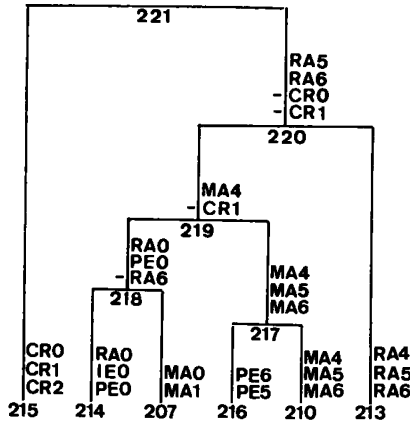 221
RA5
RA6
- CR0
- CR1
220
MA4
- CR1
219
RA0
PE0
- RA6
218
MA4
MA5
MA6
217
CR0
CR1
CR2
215
RA0
IE0
PE0
214
MA0
MA1
207
PE6
PE5
216
MA4
MA5
MA6
210
RA4
RA5
RA6
213